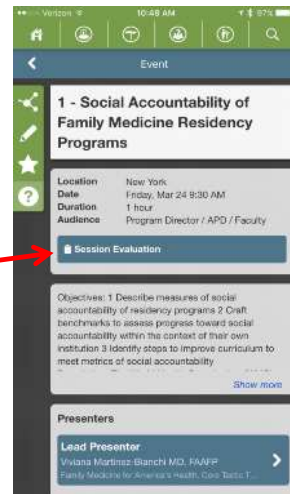 Verizon 10:48 AM 97%
Event
1 - Social Accountability of
Family Medicine Residency
Programs
Location New York
Date Friday, Mar 24 9:30 AM
Duration 1 hour
Audience Program Director / APD / Faculty
Session Evaluation
Objectives: 1 Describe measures of social
accountability of residency programs 2 Craft
benchmarks to assess progress toward social
accountability within the context of their own
institution 3 Identify steps to improve curriculum to
meet metrics of social accountability
Show more
Presenters
Lead Presenter
Viviana Martinez-Bianchi MD, FAAFP
Family Medicine for America's Health, Core Tactic T...